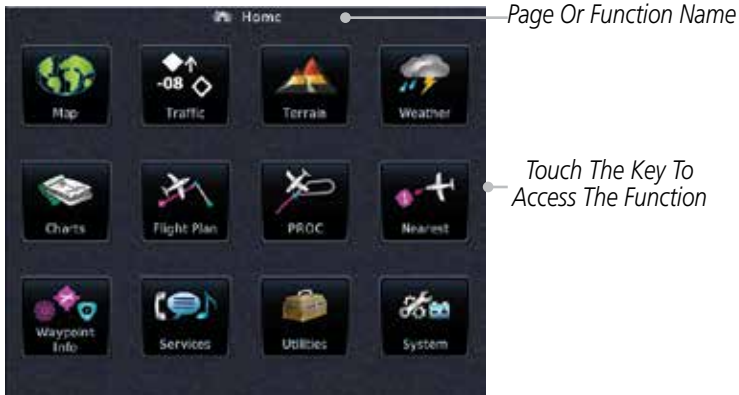 Home
Page Or Function Name
Map
Traffic
-08
Terrain
Weather
Touch The Key To
Access The Function
Charts
Flight Plan
PROC
Nearest
Waypoint
Info
Services
Utilities
System